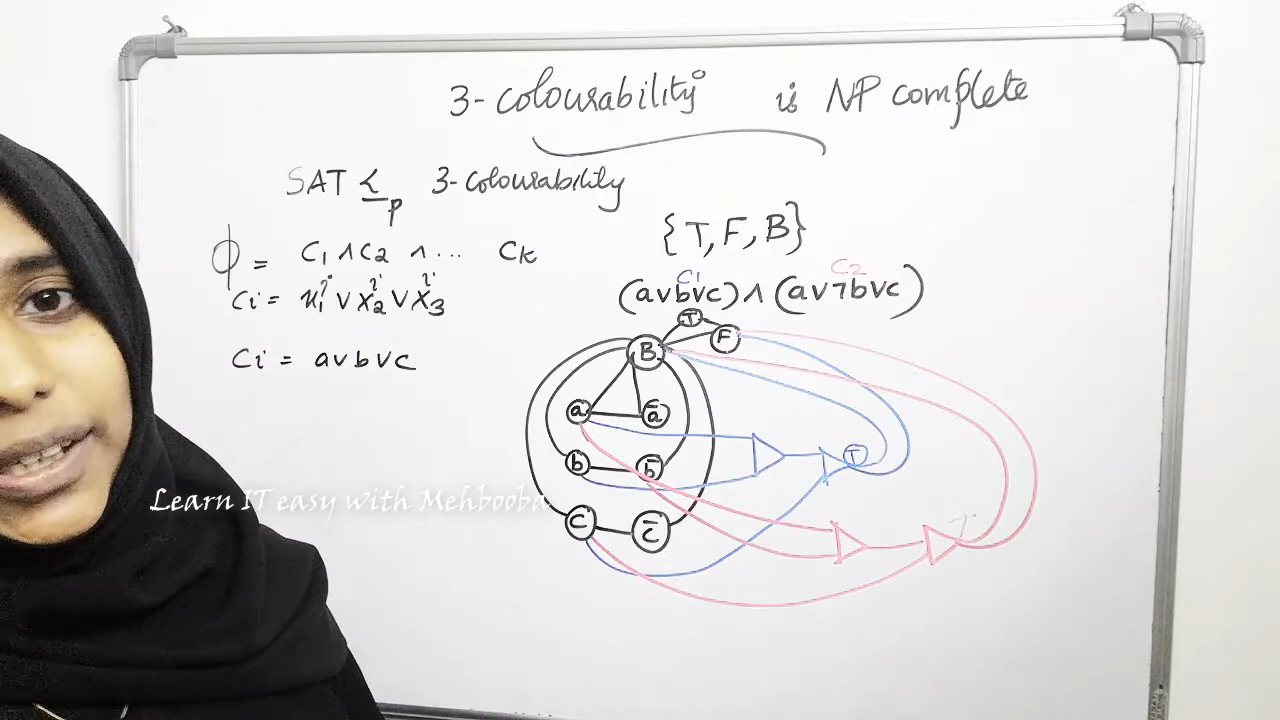 3-colourability is NP complete
SAT ≤p 3-colourability
{T, F, B}
ϕ = C1 ∧ C2 ∧ ... Ck
Ci = x1^i ∨ x2^i ∨ x3^i
C1 C2
(a∨b∨c) ∧ (a∨¬b∨c)
Ci = a∨b∨c
T
F
B
a ā
b b̄
T
Learn IT easy with Mehbooba
c c̄
T